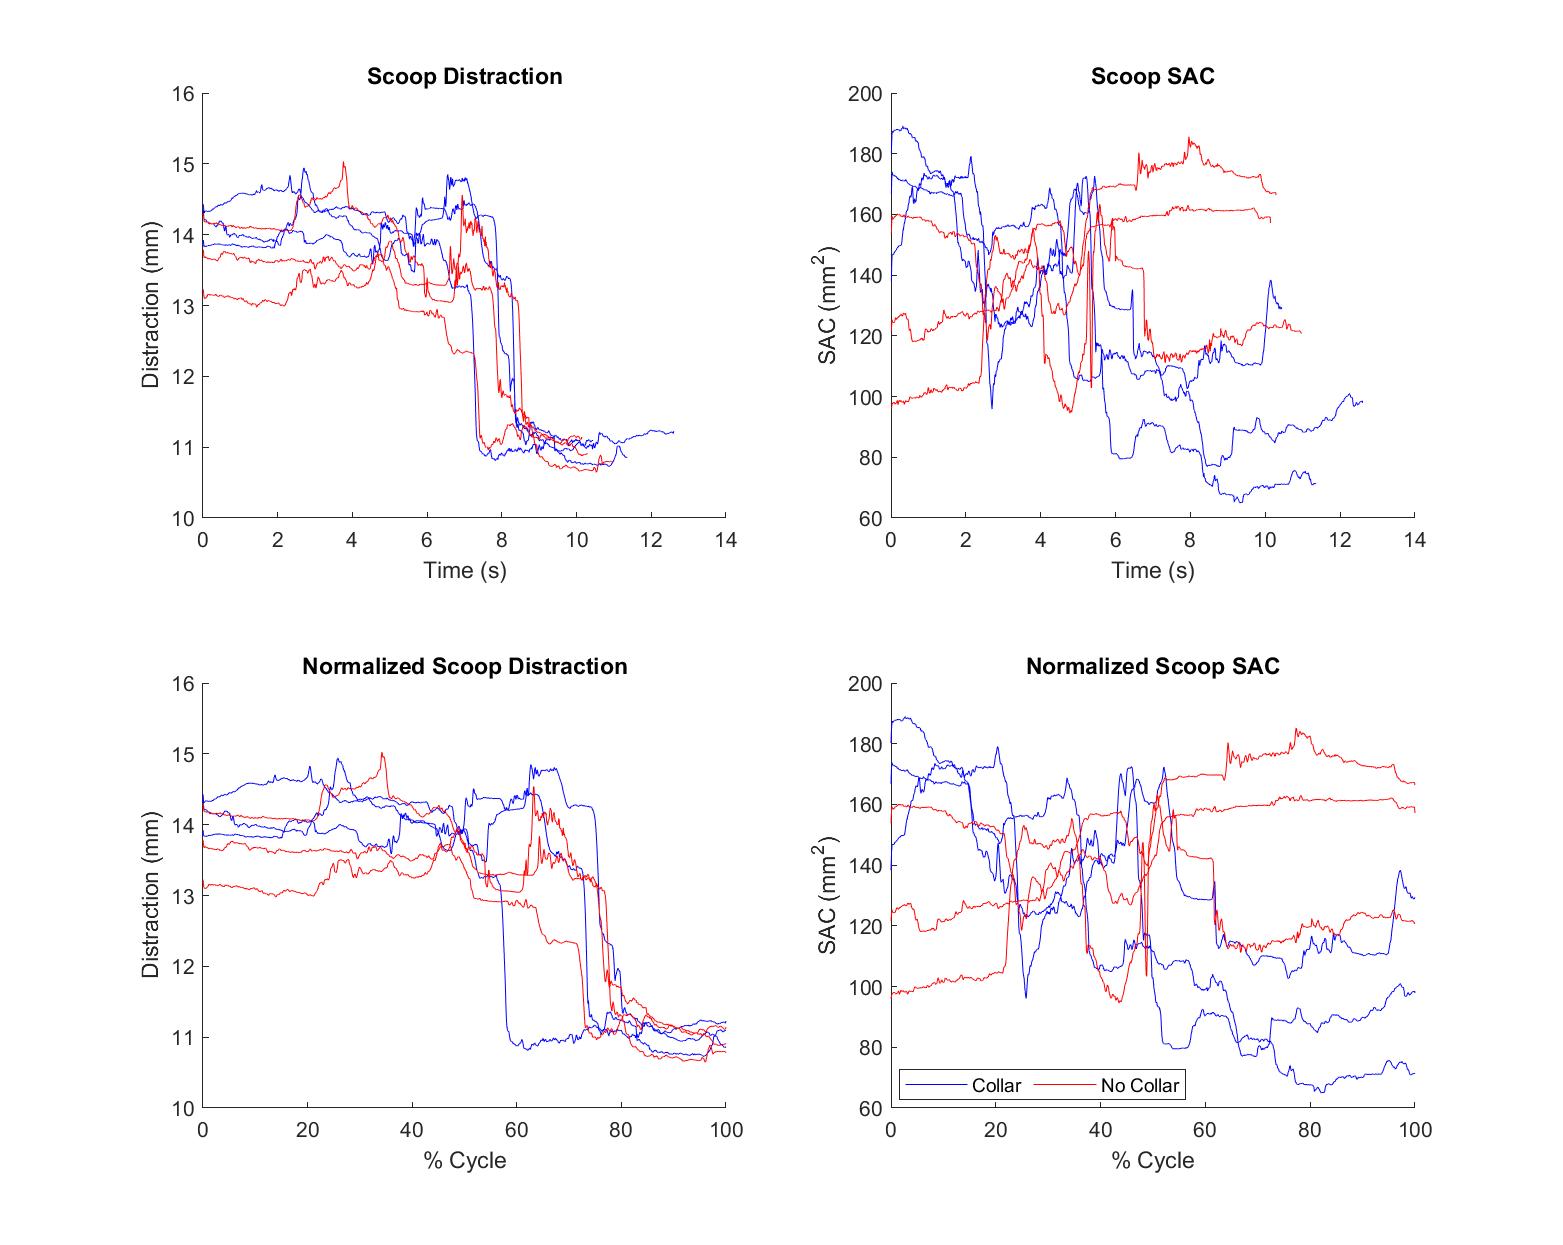 Scoop Distraction
16
15
14
13
12
11
10
Distraction (mm)
0 2 4 6 8 10 12 14
Time (s)
Scoop SAC
200
180
160
140
120
100
80
60
SAC (mm²)
0 2 4 6 8 10 12 14
Time (s)
Normalized Scoop Distraction
16
15
14
13
12
11
10
Distraction (mm)
0 20 40 60 80 100
% Cycle
Normalized Scoop SAC
200
180
160
140
120
100
80
60
SAC (mm²)
Collar No Collar
0 20 40 60 80 100
% Cycle